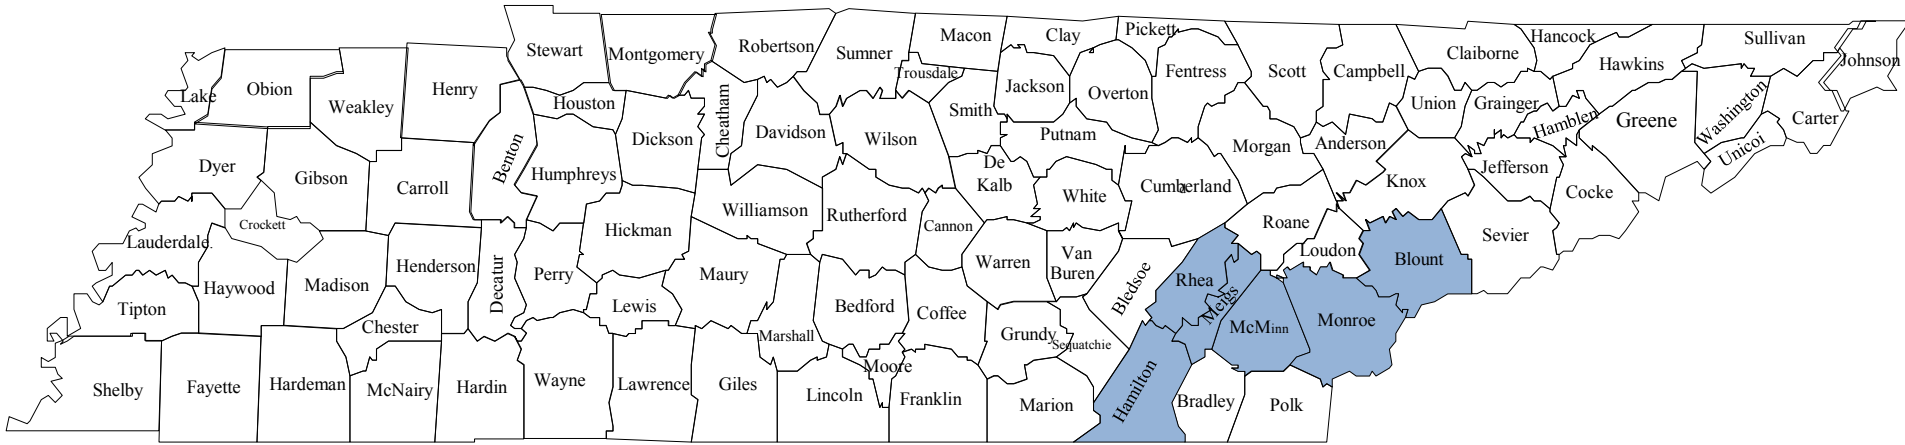 Lake
Obion
Weakley
Henry
Stewart
Montgomery
Robertson
Sumner
Macon
Trousdale
Clay
Pickett
Jackson
Overton
Fentress
Scott
Campbell
Claiborne
Hancock
Hawkins
Sullivan
Johnson
Dyer
Gibson
Crockett
Carroll
Benton
Houston
Humphreys
Dickson
Cheatham
Davidson
Wilson
Smith
Putnam
De
Kalb
White
Cumberland
d
Morgan
Anderson
Union
Grainger
Hamblen
Jefferson
Greene
Washington
Unicoi
Carter
Cocke
Knox
Sevier
Blount
Loudon
Roane
Lauderdale.
Haywood
Madison
Henderson
Decatur
Perry
Hickman
Lewis
Williamson
Maury
Rutherford
Cannon
Warren
Van
Buren
Bledsoe
Rhea
Meigs
McMinn
Monroe
Tipton
Chester
Marshall
Bedford
Coffee
Grundy
Sequatchie
Shelby
Fayette
Hardeman
McNairy
Hardin
Wayne
Lawrence
Giles
Lincoln
Moore
Franklin
Marion
Hamilton
Bradley
Polk